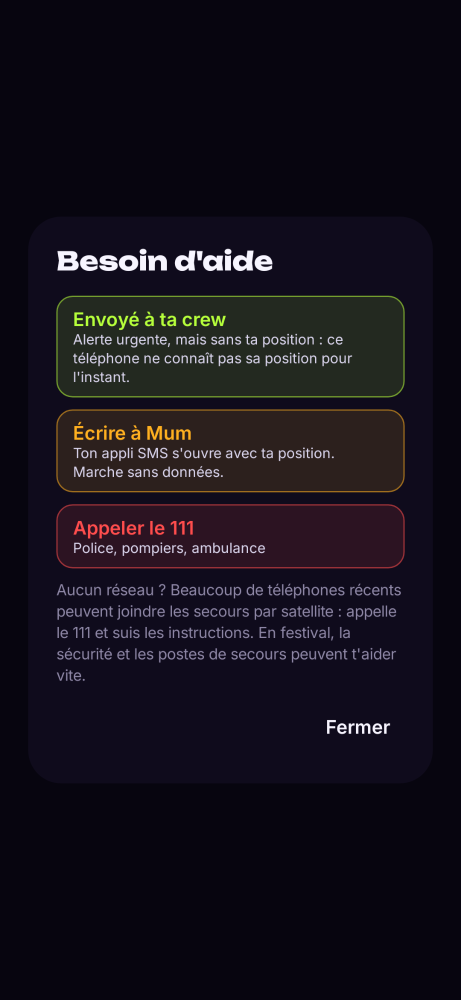 Besoin d'aide
Envoyé à ta crew
Alerte urgente, mais sans ta position : ce
téléphone ne connaît pas sa position pour
l'instant.
Écrire à Mum
Ton appli SMS s'ouvre avec ta position.
Marche sans données.
Appeler le 111
Police, pompiers, ambulance
Aucun réseau ? Beaucoup de téléphones récents
peuvent joindre les secours par satellite : appelle
le 111 et suis les instructions. En festival, la
sécurité et les postes de secours peuvent t'aider
vite.
Fermer